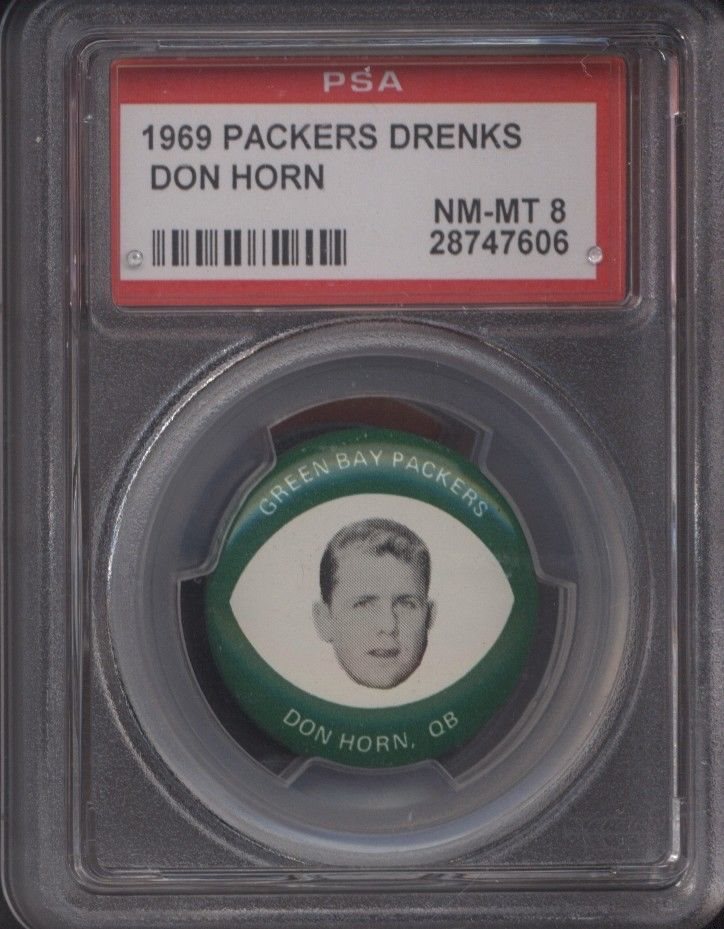 PSA
1969 PACKERS DRENKS
DON HORN
NM-MT 8
28747606
GREEN BAY PACKERS
DON HORN, QB